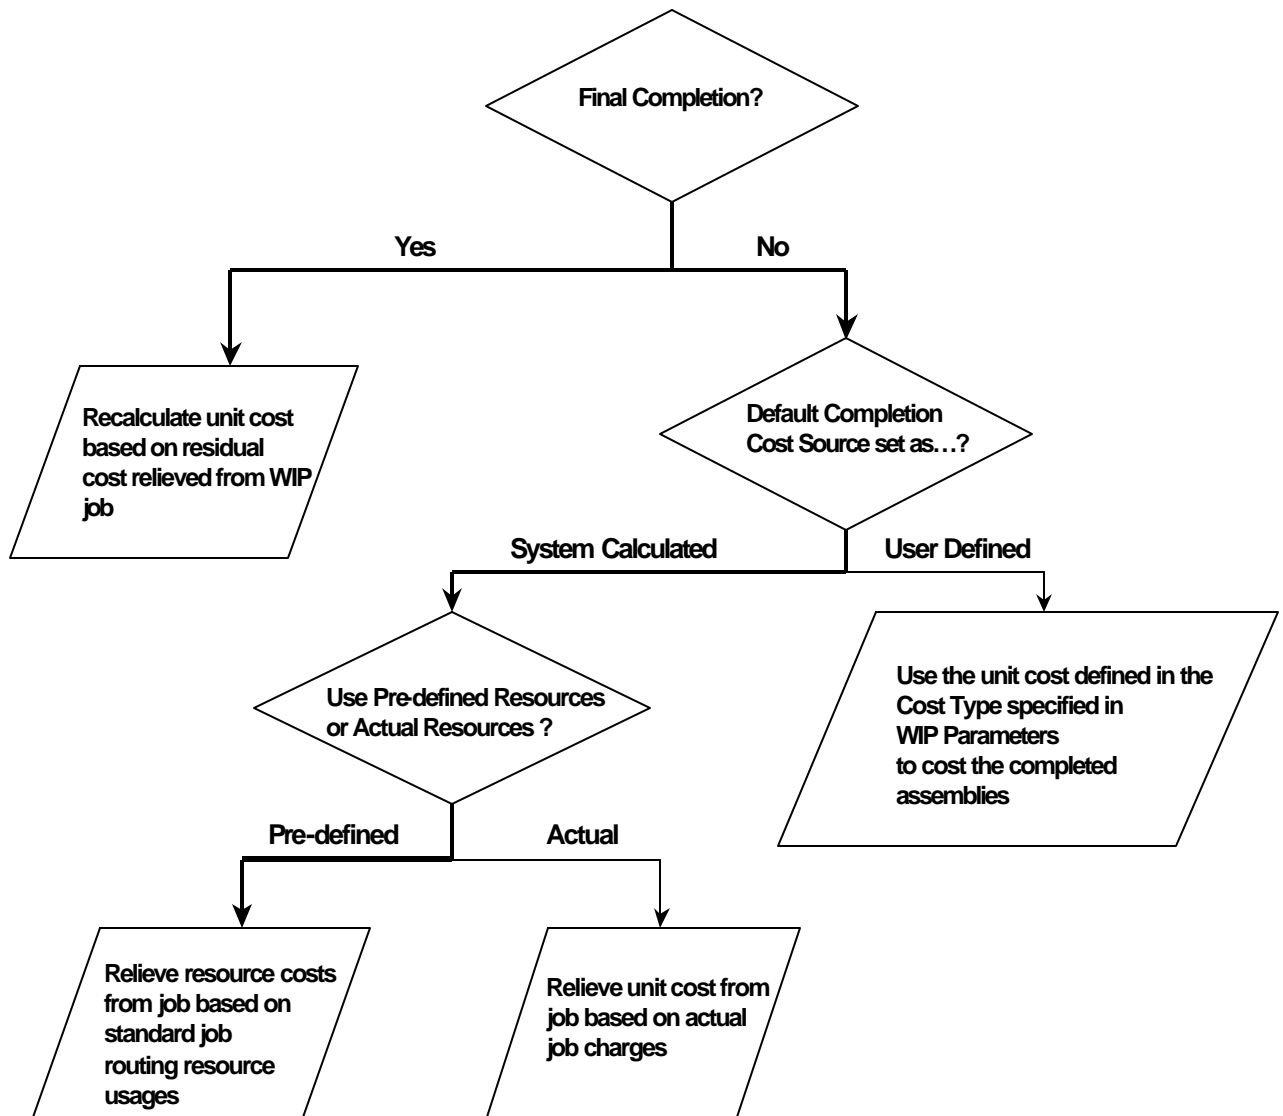 Final Completion?
Yes
No
Recalculate unit cost
based on residual
cost relieved from WIP
job
Default Completion
Cost Source set as…?
System Calculated
User Defined
Use Pre-defined Resources
or Actual Resources ?
Use the unit cost defined in the
Cost Type specified in
WIP Parameters
to cost the completed
assemblies
Pre-defined
Actual
Relieve resource costs
from job based on
standard job
routing resource
usages
Relieve unit cost from
job based on actual
job charges